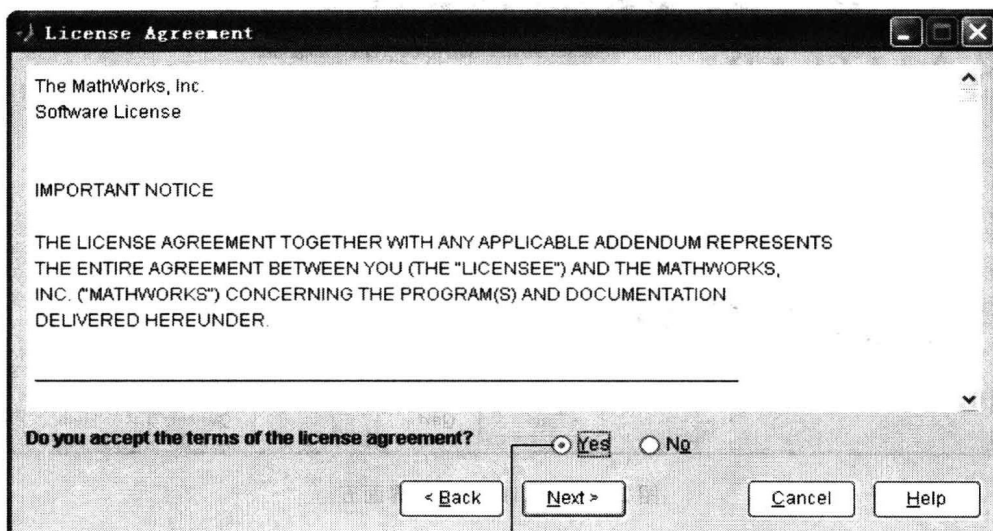 License Agreement
The MathWorks, Inc.
Software License
IMPORTANT NOTICE
THE LICENSE AGREEMENT TOGETHER WITH ANY APPLICABLE ADDENDUM REPRESENTS
THE ENTIRE AGREEMENT BETWEEN YOU (THE "LICENSEE") AND THE MATHWORKS,
INC. ("MATHWORKS") CONCERNING THE PROGRAM(S) AND DOCUMENTATION
DELIVERED HEREUNDER.
Do you accept the terms of the license agreement? Yes No
< Back Next > Cancel Help